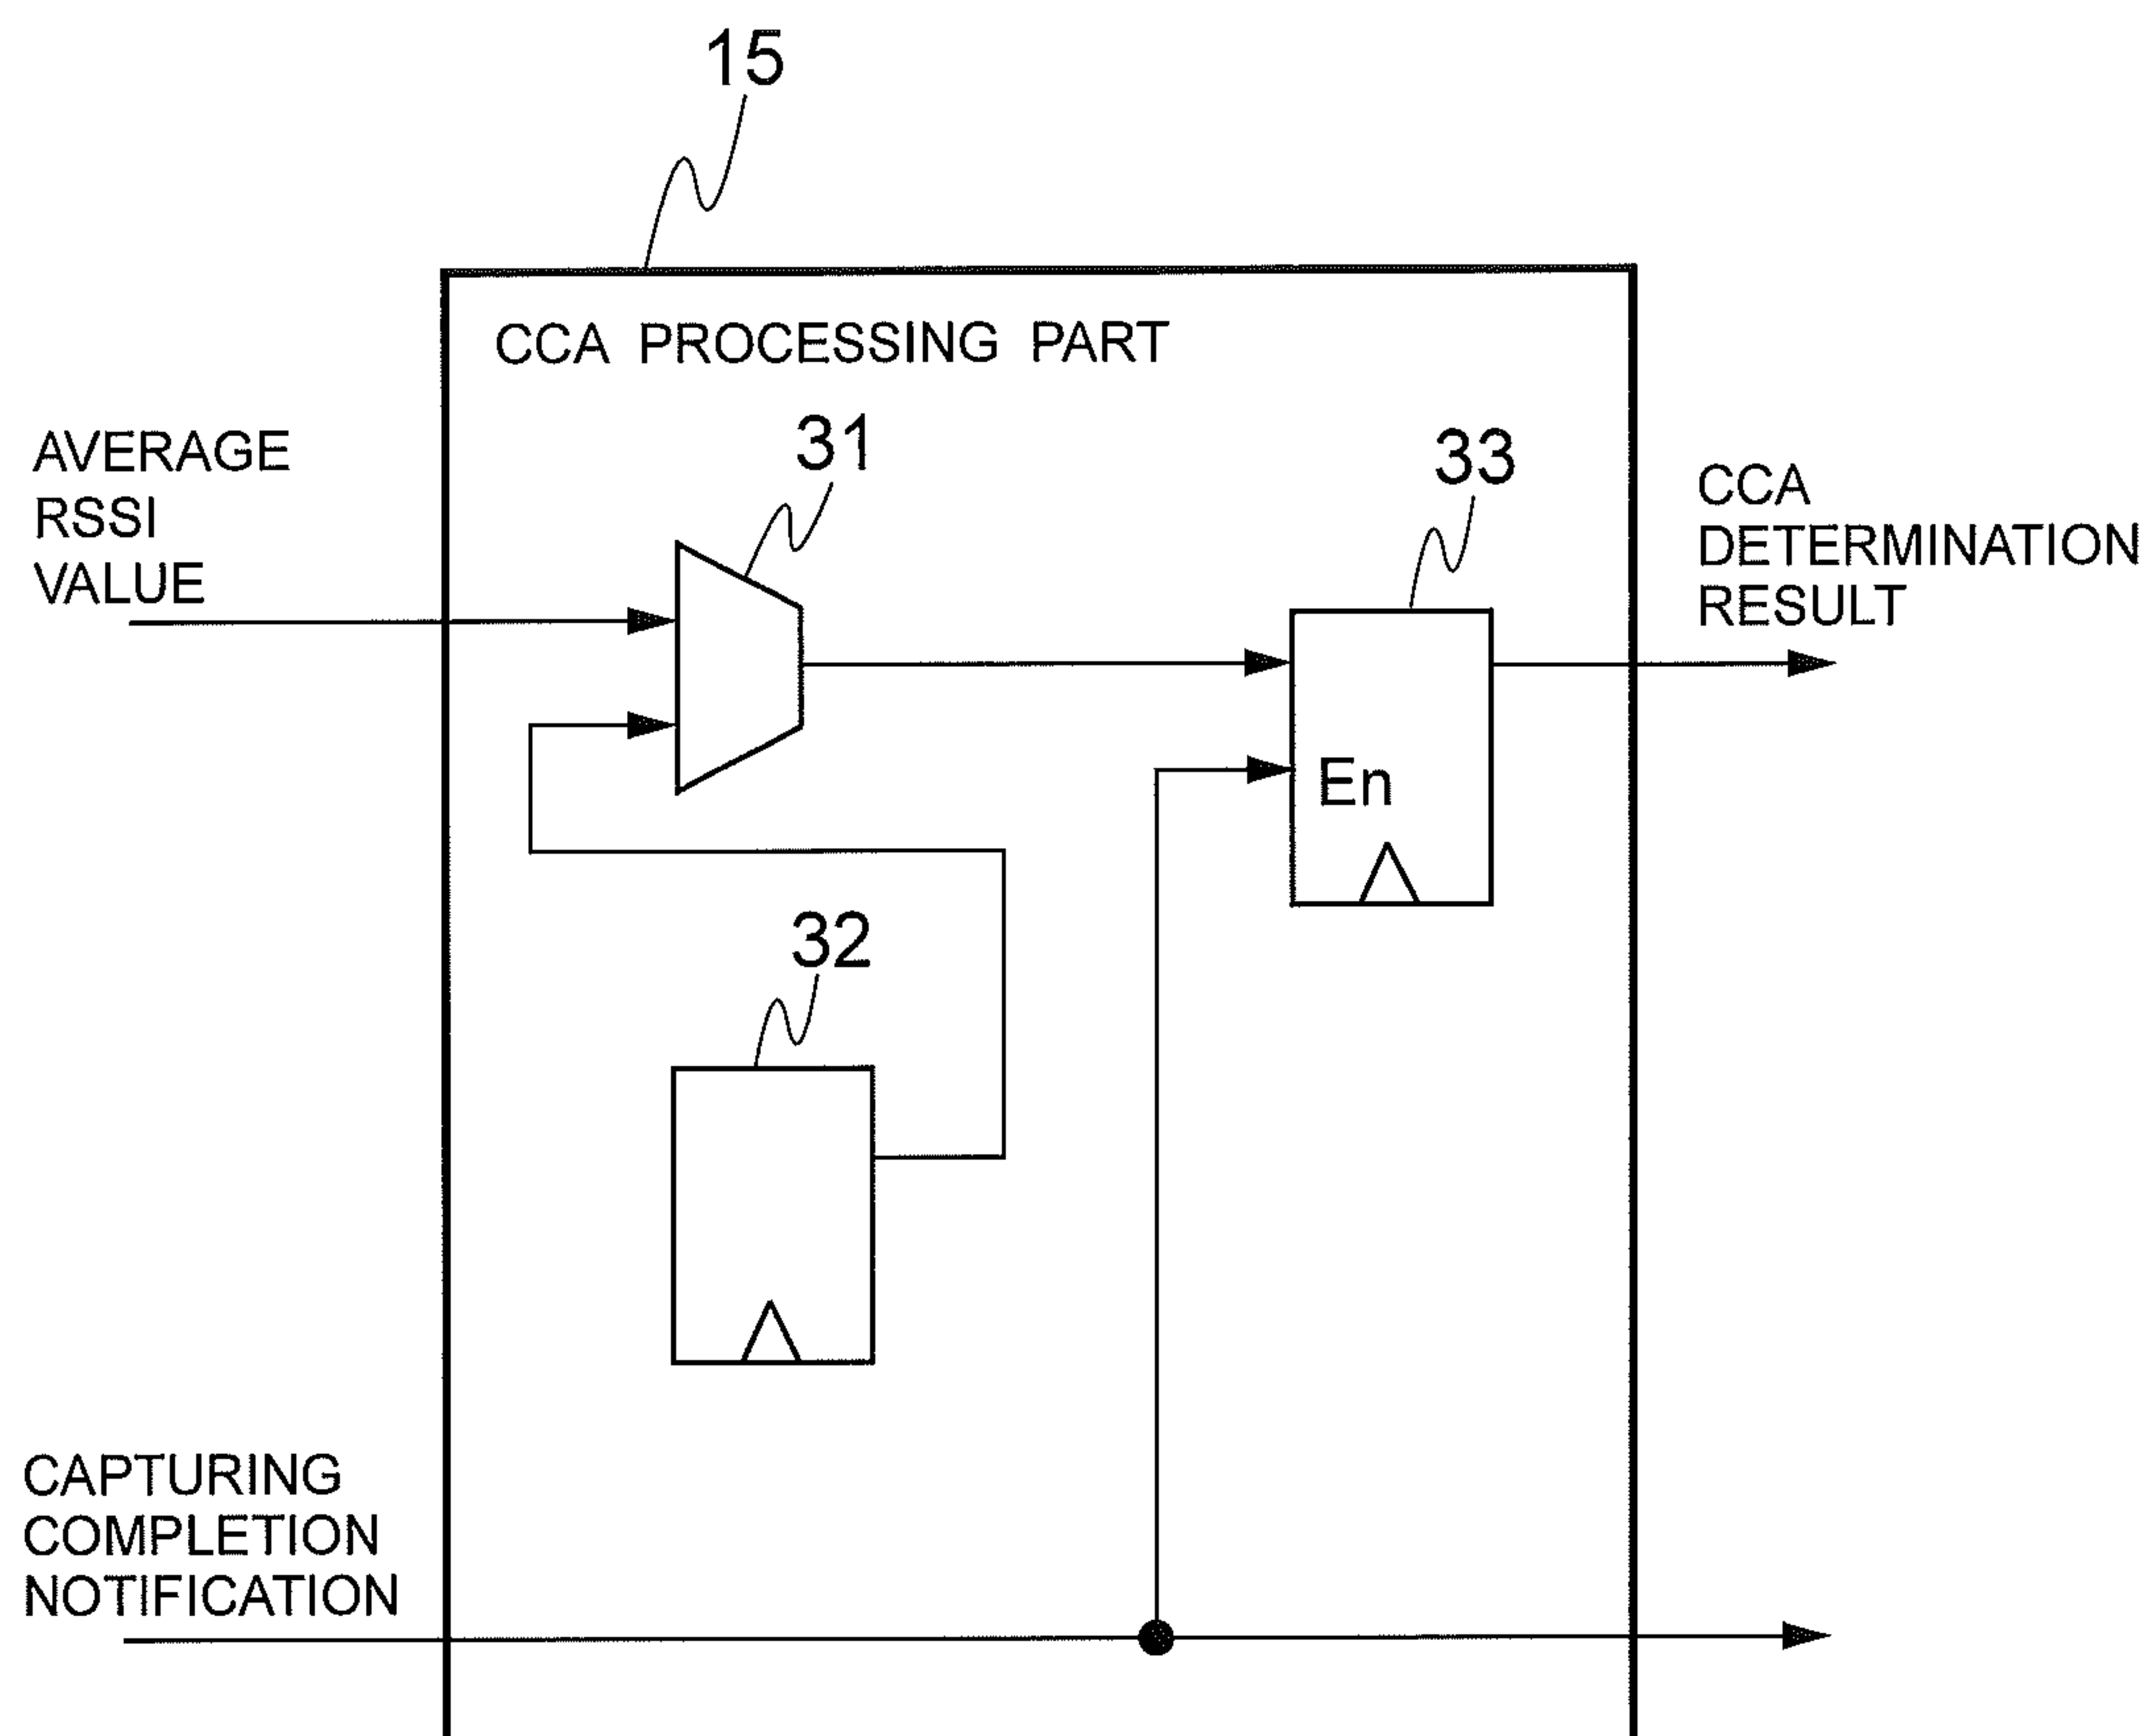 15
CCA PROCESSING PART
AVERAGE
RSSI
VALUE
31
33
CCA
DETERMINATION
RESULT
En
32
CAPTURING
COMPLETION
NOTIFICATION